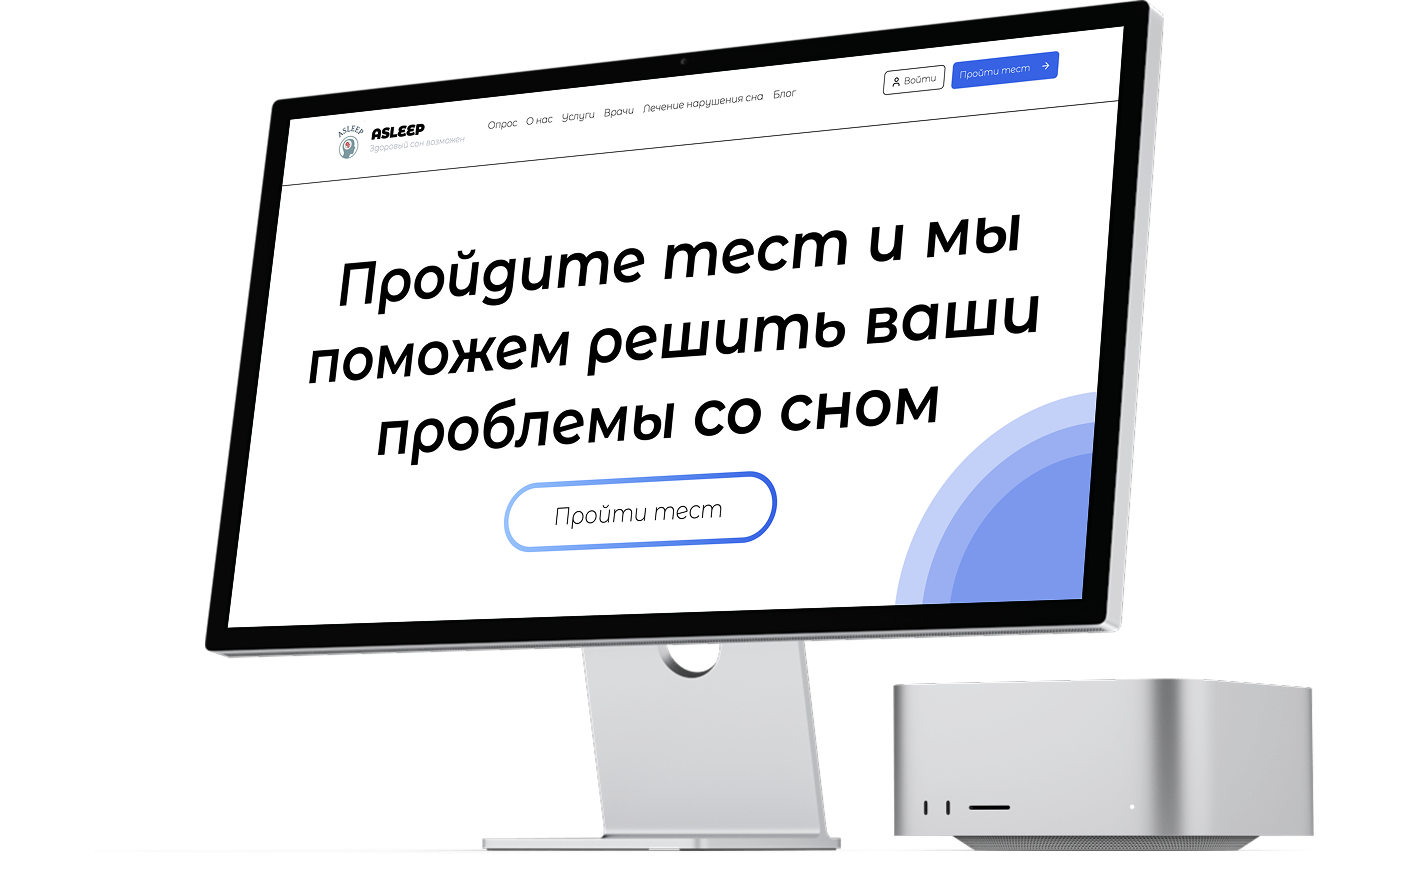 ASLEEP
ASLEEP
Здоровый сон возможен
Опрос О нас Услуги Врачи Лечение нарушения сна Блог
Войти
Пройти тест →
Пройдите тест и мы
поможем решить ваши
проблемы со сном
Пройти тест